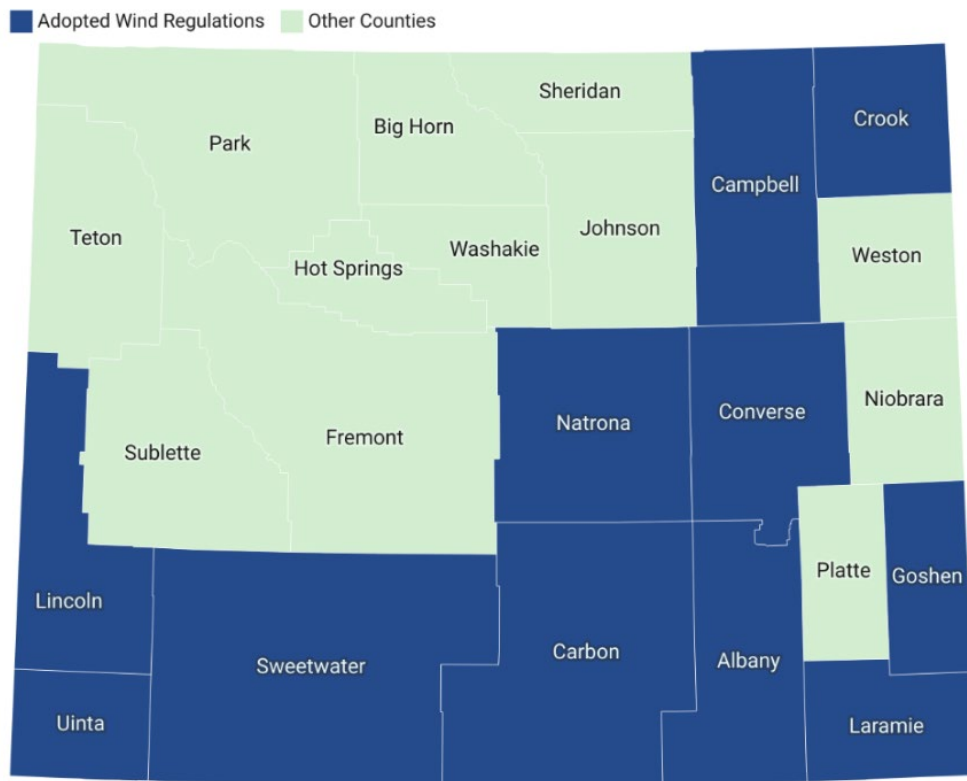 Adopted Wind Regulations
Other Counties
Sheridan
Crook
Big Horn
Park
Campbell
Johnson
Teton
Washakie
Weston
Hot Springs
Niobrara
Converse
Natrona
Fremont
Sublette
Platte
Goshen
Lincoln
Carbon
Albany
Sweetwater
Uinta
Laramie